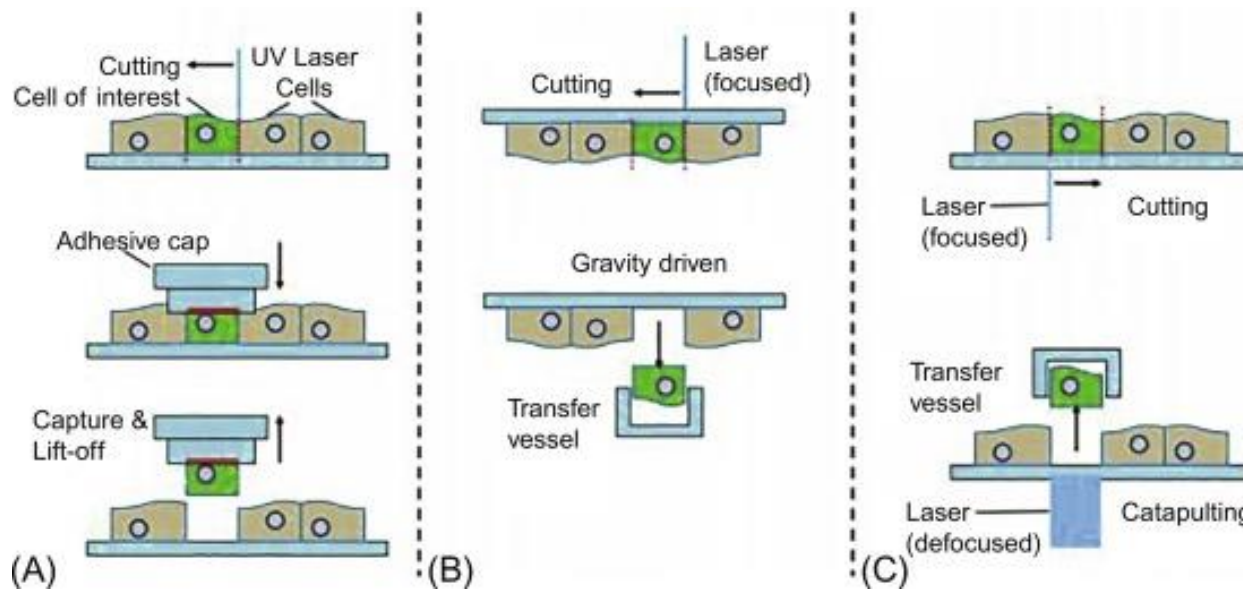 Cutting
UV Laser
Cell of interest
Cells
Adhesive cap
Capture &
Lift-off
(A)
Laser
(focused)
Cutting
Gravity driven
Transfer
vessel
(B)
Laser
(focused)
Cutting
Transfer
vessel
Laser
(defocused)
Catapulting
(C)